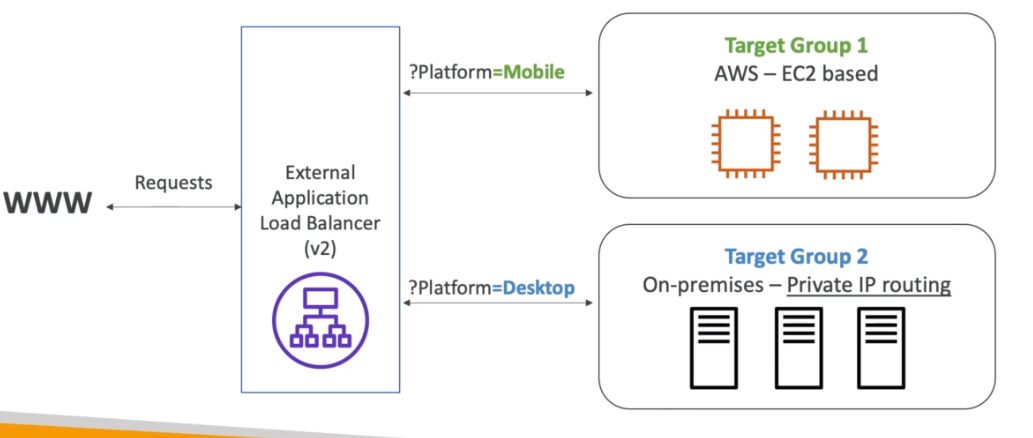 WWW
Requests
External
Application
Load Balancer
(v2)
?Platform=Mobile
Target Group 1
AWS – EC2 based
?Platform=Desktop
Target Group 2
On-premises – Private IP routing